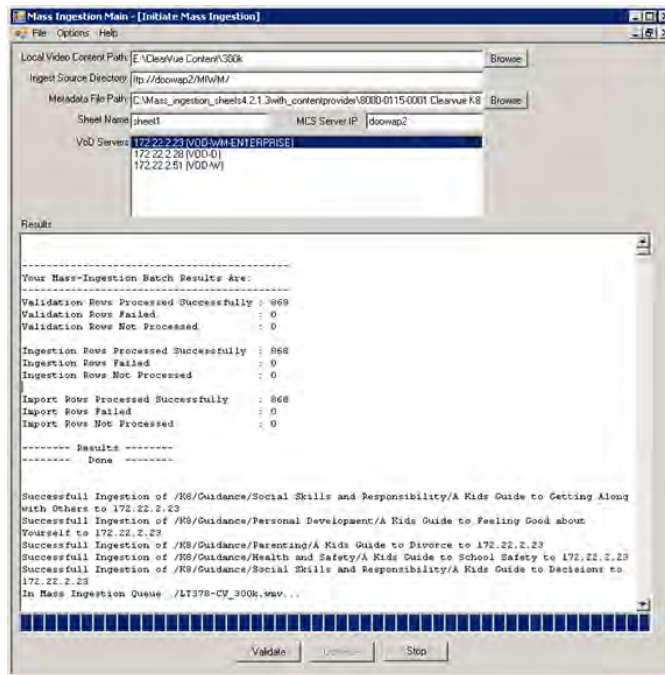 Mass Ingestion Main - [Initiate Mass Ingestion]
File Options Help
Local Video Content Path: E:\ClearVue Content\300k Browse
Ingest Source Directory: ftp://doowap2/MIWM/
Metadata File Path: C:\Mass_ingestion_sheets4.2.1.3with_contentprovider\8000-0115-0001 Clearvue K8 Browse
Sheet Name: sheet1 MCS Server IP doowap2
VoD Servers: 172.22.2.23 (VOD-WM-ENTERPRISE)
172.22.2.28 (VOD-D)
172.22.2.51 (VOD-W)
Results
----------------------------------------
Your Mass-Ingestion Batch Results Are:
----------------------------------------
Validation Rows Processed Successfully : 868
Validation Rows Failed : 0
Validation Rows Not Processed : 0
Ingestion Rows Processed Successfully : 868
Ingestion Rows Failed : 0
Ingestion Rows Not Processed : 0
Import Rows Processed Successfully : 868
Import Rows Failed : 0
Import Rows Not Processed : 0
-------- Results --------
-------- Done --------
Successfull Ingestion of /K8/Guidance/Social Skills and Responsibility/A Kids Guide to Getting Along
with Others to 172.22.2.23
Successfull Ingestion of /K8/Guidance/Personal Development/A Kids Guide to Feeling Good about
Yourself to 172.22.2.23
Successfull Ingestion of /K8/Guidance/Parenting/A Kids Guide to Divorce to 172.22.2.23
Successfull Ingestion of /K8/Guidance/Health and Safety/A Kids Guide to School Safety to 172.22.2.23
Successfull Ingestion of /K8/Guidance/Social Skills and Responsibility/A Kids Guide to Decisions to
172.22.2.23
In Mass Ingestion Queue ./LT378-CV_300k.wmv...
Validate Stop